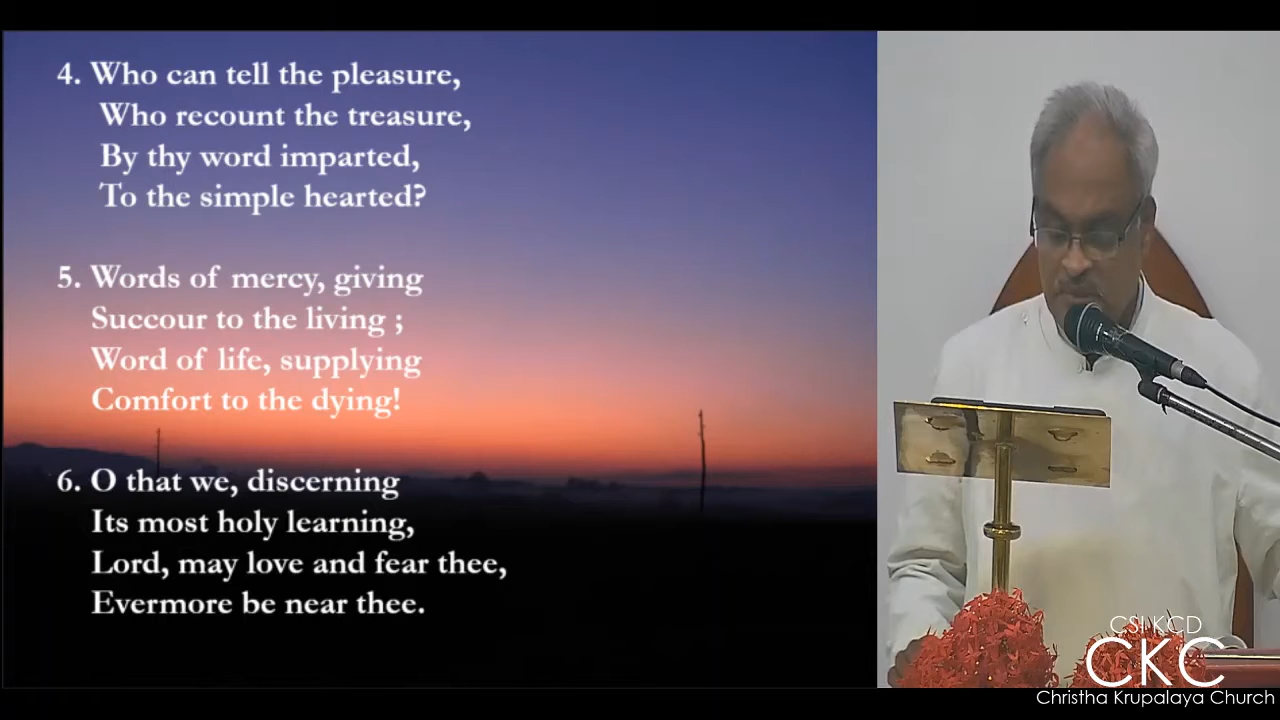 4. Who can tell the pleasure,
Who recount the treasure,
By thy word imparted,
To the simple hearted?
5. Words of mercy, giving
Succour to the living ;
Word of life, supplying
Comfort to the dying!
6. O that we, discerning
Its most holy learning,
Lord, may love and fear thee,
Evermore be near thee.
CSI KCD
CKC
Christha Krupalaya Church